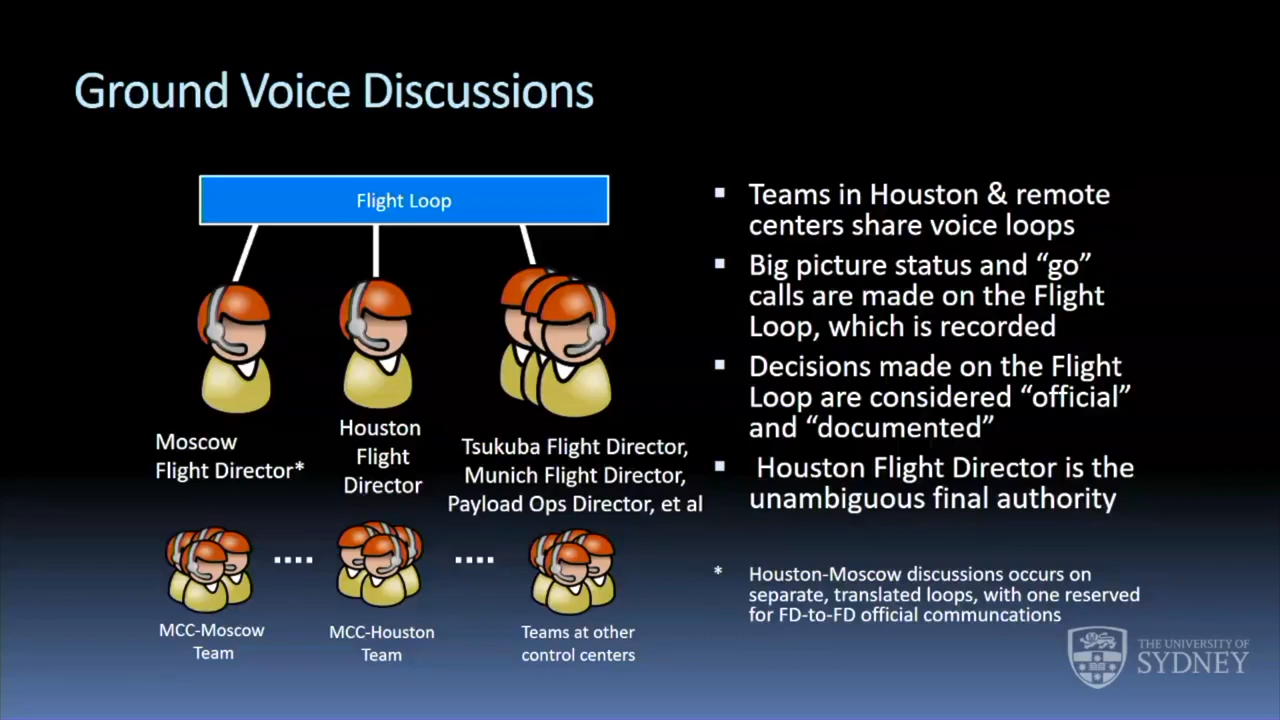 Ground Voice Discussions
Flight Loop
Moscow
Flight Director*
Houston
Flight
Director
Tsukuba Flight Director,
Munich Flight Director,
Payload Ops Director, et al
MCC-Moscow
Team
MCC-Houston
Team
Teams at other
control centers
▪ Teams in Houston & remote
centers share voice loops
▪ Big picture status and “go”
calls are made on the Flight
Loop, which is recorded
▪ Decisions made on the Flight
Loop are considered “official”
and “documented”
▪ Houston Flight Director is the
unambiguous final authority
* Houston-Moscow discussions occurs on
separate, translated loops, with one reserved
for FD-to-FD official communcations
THE UNIVERSITY OF
SYDNEY